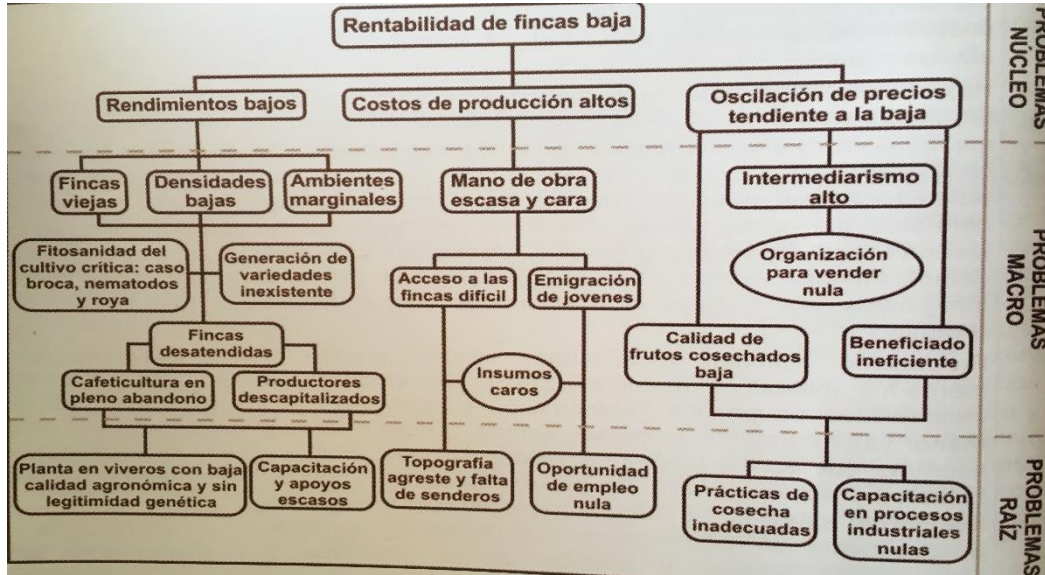 Rentabilidad de fincas baja
Rendimientos bajos
Costos de producción altos
Oscilación de precios
tendiente a la baja
PROBLEMAS
NÚCLEO
Fincas
viejas
Densidades
bajas
Ambientes
marginales
Mano de obra
escasa y cara
Intermediarismo
alto
Fitosanidad del
cultivo crítica: caso
broca, nematodos
y roya
Generación de
variedades
inexistente
Acceso a las
fincas difícil
Emigración
de jovenes
Organización
para vender
nula
Fincas
desatendidas
Calidad de
frutos cosechados
baja
Beneficiado
ineficiente
Cafeticultura en
pleno abandono
Productores
descapitalizados
Insumos
caros
PROBLEMAS
MACRO
Planta en viveros con baja
calidad agronómica y sin
legitimidad genética
Capacitación
y apoyos
escasos
Topografía
agreste y falta
de senderos
Oportunidad
de empleo
nula
Prácticas de
cosecha
inadecuadas
Capacitación
en procesos
industriales
nulas
PROBLEMAS
RAÍZ